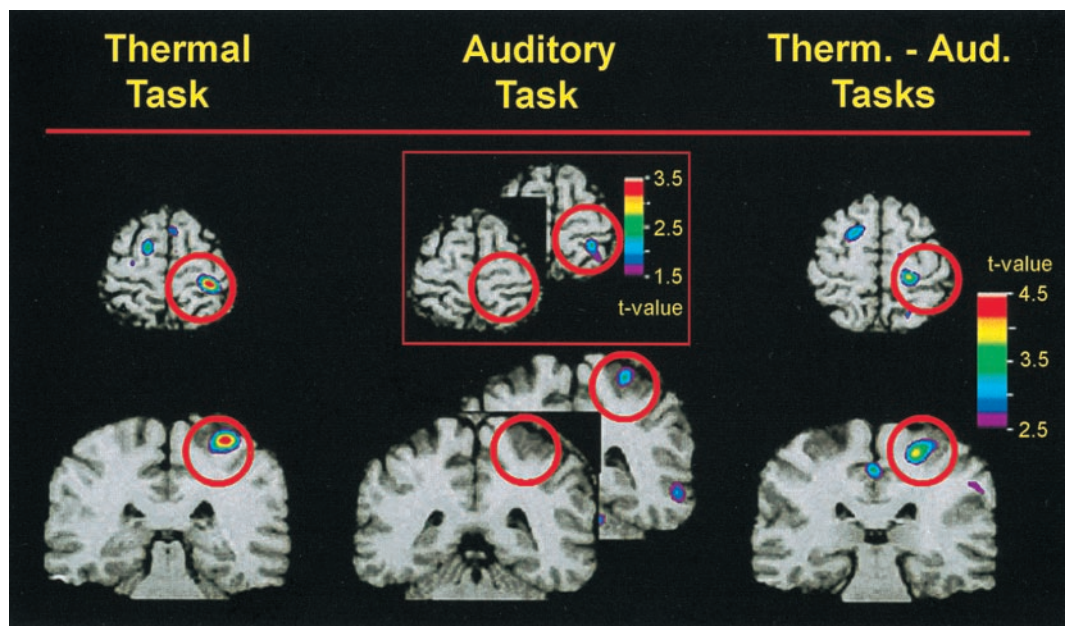 Thermal
Task
Auditory
Task
Therm. - Aud.
Tasks
3.5
2.5
1.5
t-value
t-value
4.5
3.5
2.5